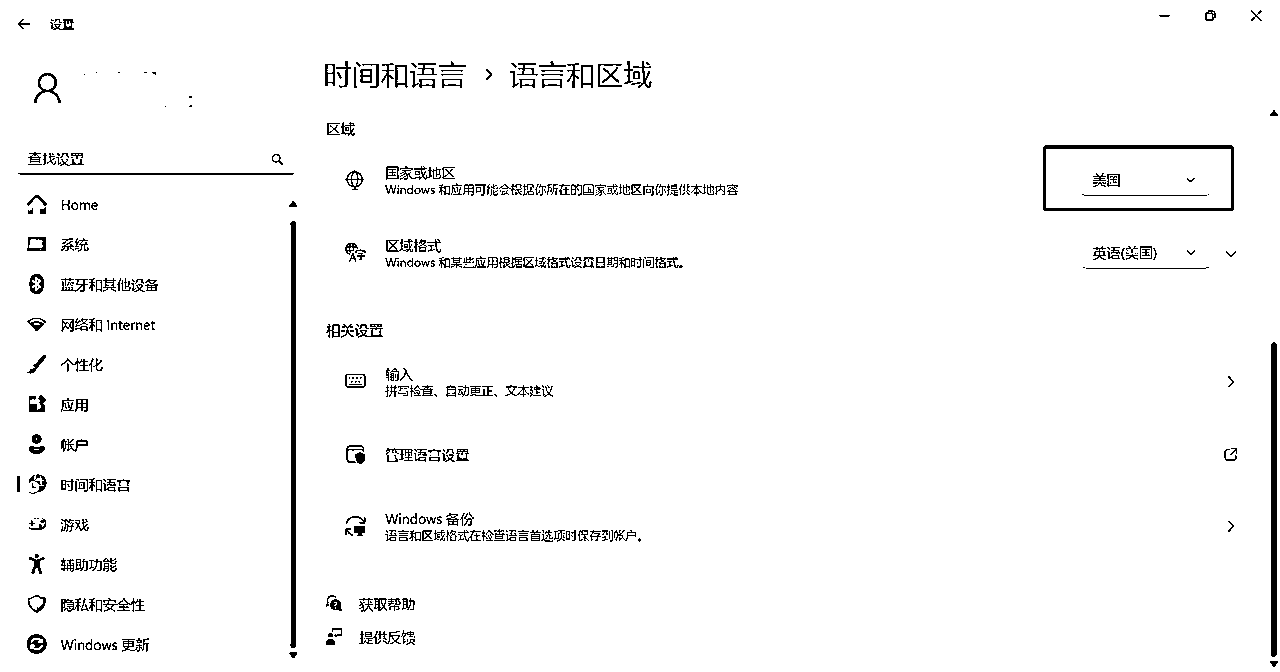 设置
时间和语言 › 语言和区域
查找设置
Home
系统
蓝牙和其他设备
网络和 Internet
个性化
应用
帐户
时间和语言
游戏
辅助功能
隐私和安全性
Windows 更新
区域
国家或地区
Windows 和应用可能会根据你所在的国家或地区向你提供本地内容
美国
区域格式
Windows 和某些应用根据区域格式设置日期和时间格式。
英语(美国)
相关设置
输入
拼写检查、自动更正、文本建议
管理语言设置
Windows 备份
语言和区域格式在检查语言首选项时保存到帐户。
获取帮助
提供反馈